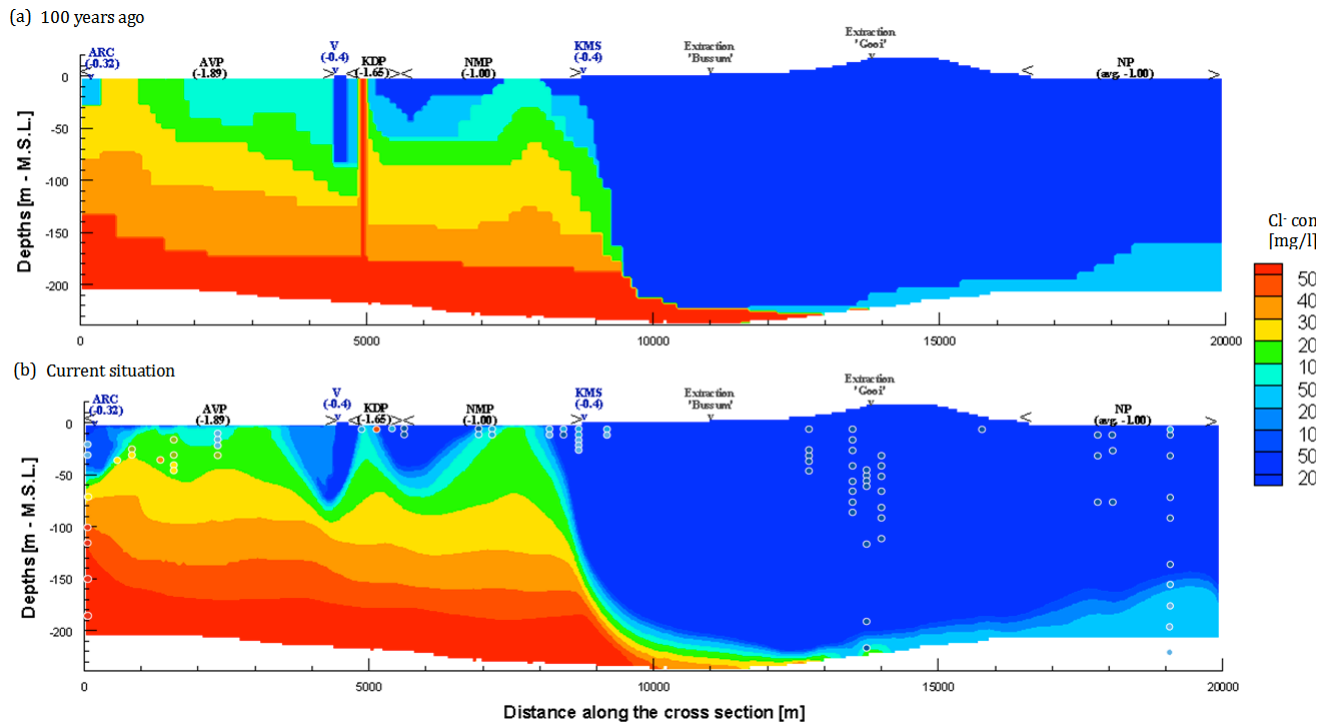 (a) 100 years ago
ARC
(-0.32)
AVP
(-1.89)
V
(-0.4)
KDP
(-1.65)
NMP
(-1.00)
KMS
(-0.4)
Extraction
'Bussum'
Extraction
'Gooi'
NP
(avg. -1.00)
< > < > < > < >
Depths [m - M.S.L.]
0
-50
-100
-150
-200
0 5000 10000 15000 20000
Cl- con
[mg/l]
50
40
30
20
10
50
20
50
20
(b) Current situation
ARC
(-0.32)
AVP
(-1.89)
V
(-0.4)
KDP
(-1.65)
NMP
(-1.00)
KMS
(-0.4)
Extraction
'Bussum'
Extraction
'Gooi'
NP
(avg. -1.00)
Depths [m - M.S.L.]
0
-50
-100
-150
-200
0 5000 10000 15000 20000
Distance along the cross section [m]